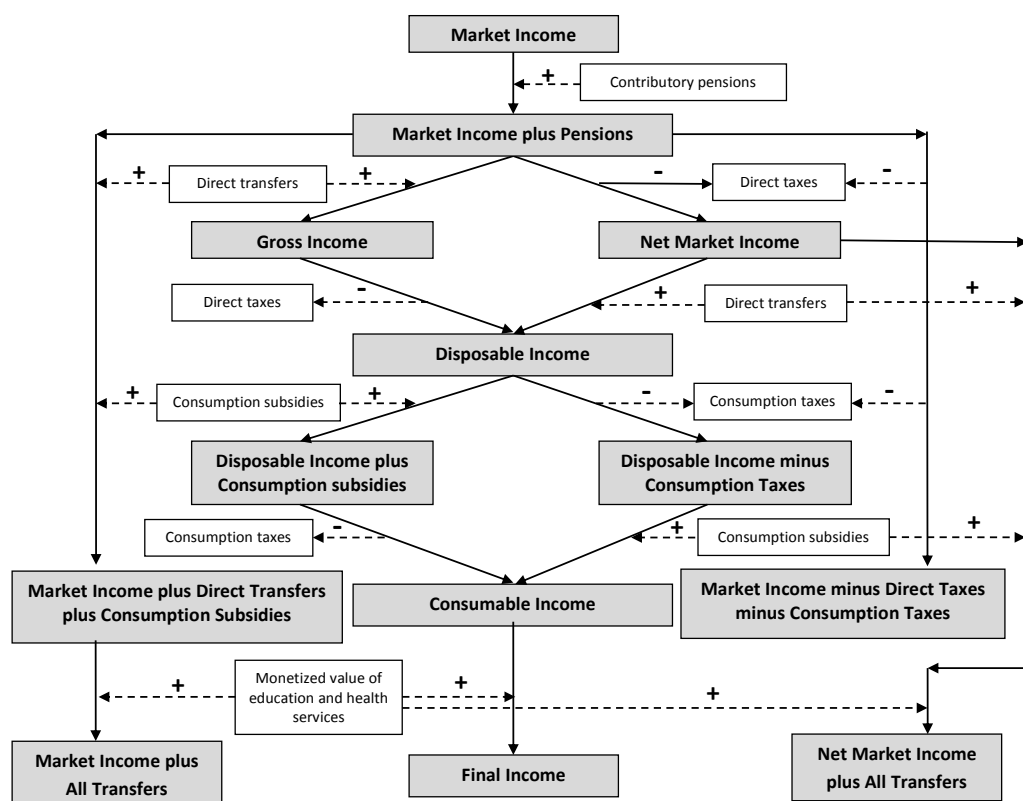 Market Income
+
Contributory pensions
Market Income plus Pensions
+
Direct transfers
+
-
Direct taxes
-
Gross Income
Net Market Income
Direct taxes
-
+
Direct transfers
+
Disposable Income
+
Consumption subsidies
+
-
Consumption taxes
-
Disposable Income plus
Consumption subsidies
Disposable Income minus
Consumption Taxes
Consumption taxes
-
+
Consumption subsidies
+
Market Income plus Direct Transfers
plus Consumption Subsidies
Consumable Income
Market Income minus Direct Taxes
minus Consumption Taxes
+
Monetized value of
education and health
services
+
+
Market Income plus
All Transfers
Final Income
Net Market Income
plus All Transfers